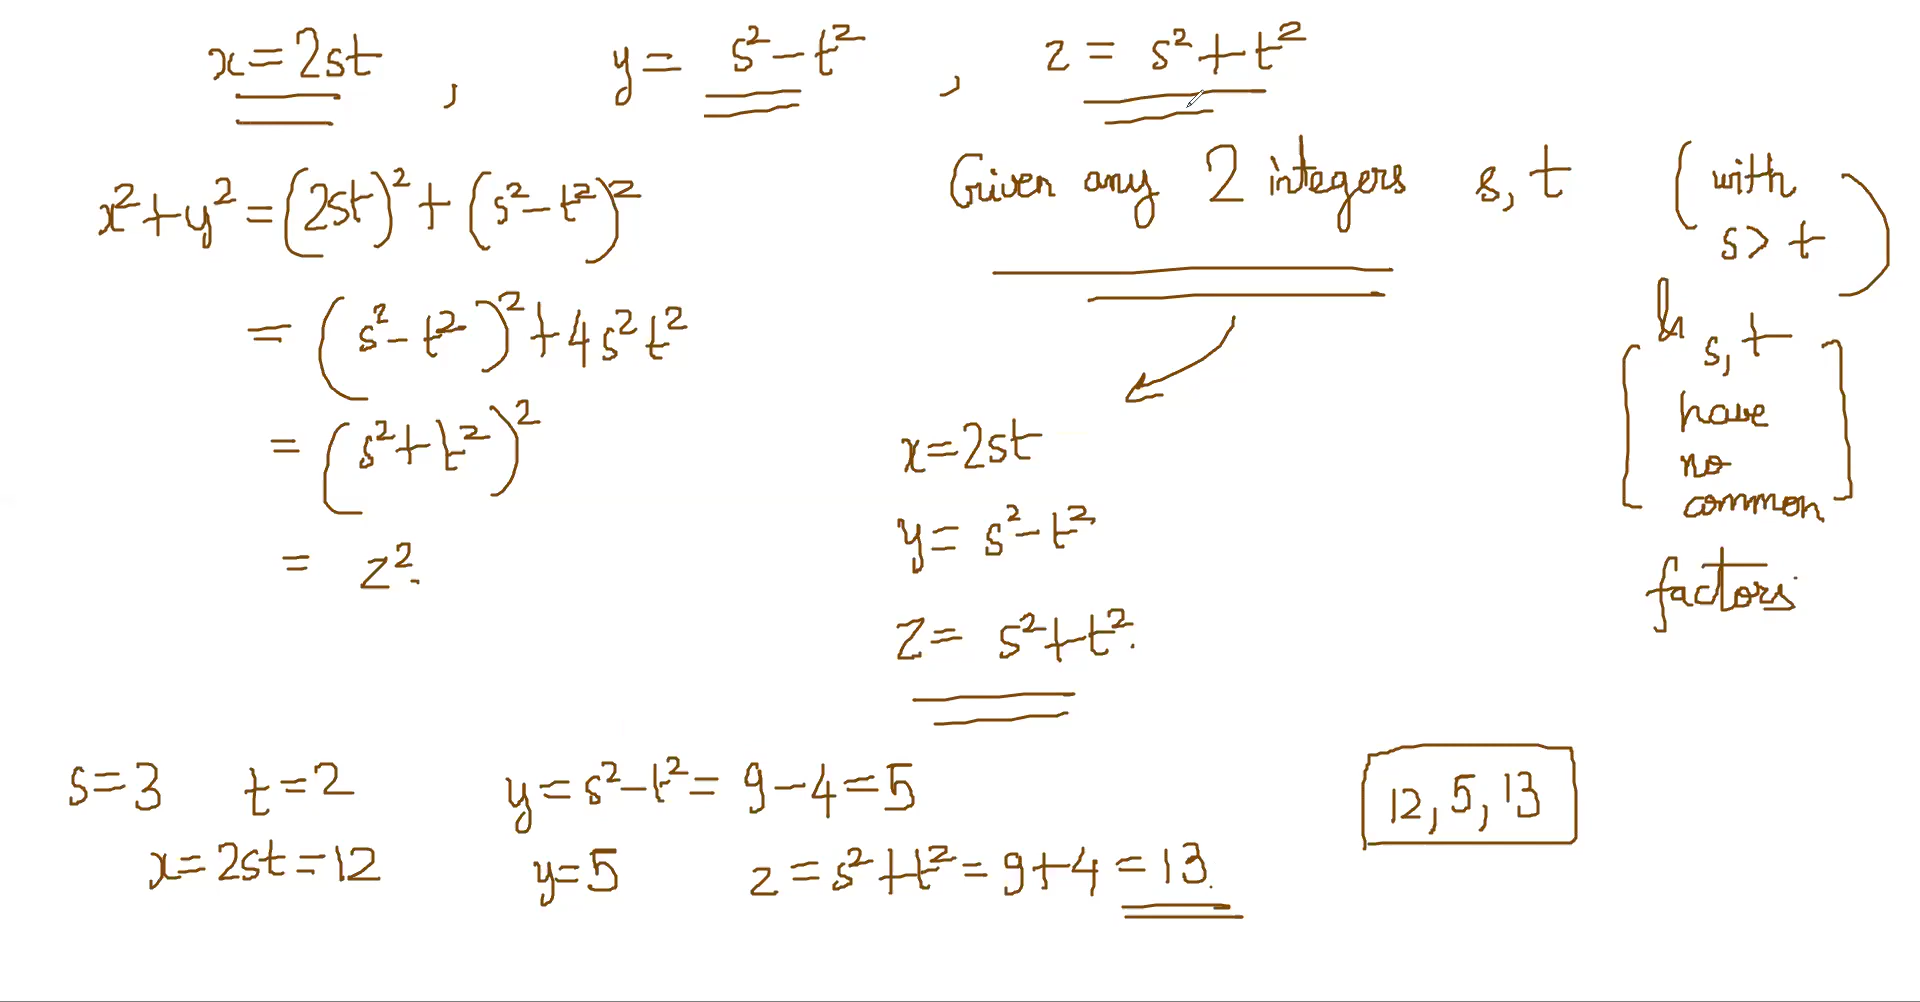 x=2st , y= s²-t² , z = s²+t²
x²+y² =(2st)²+(s²-t²)²
= (s²-t²)²+4s²t²
= (s²+t²)²
= z².
Given any 2 integers s,t (with
s> t)
& s,t
[have
no
common]
factors.
x=2st
y= s²-t²
z= s²+t².
s=3 t=2 y=s²-t²= 9-4=5
x=2st=12 y=5 z=s²+t²=9+4=13.
12,5,13